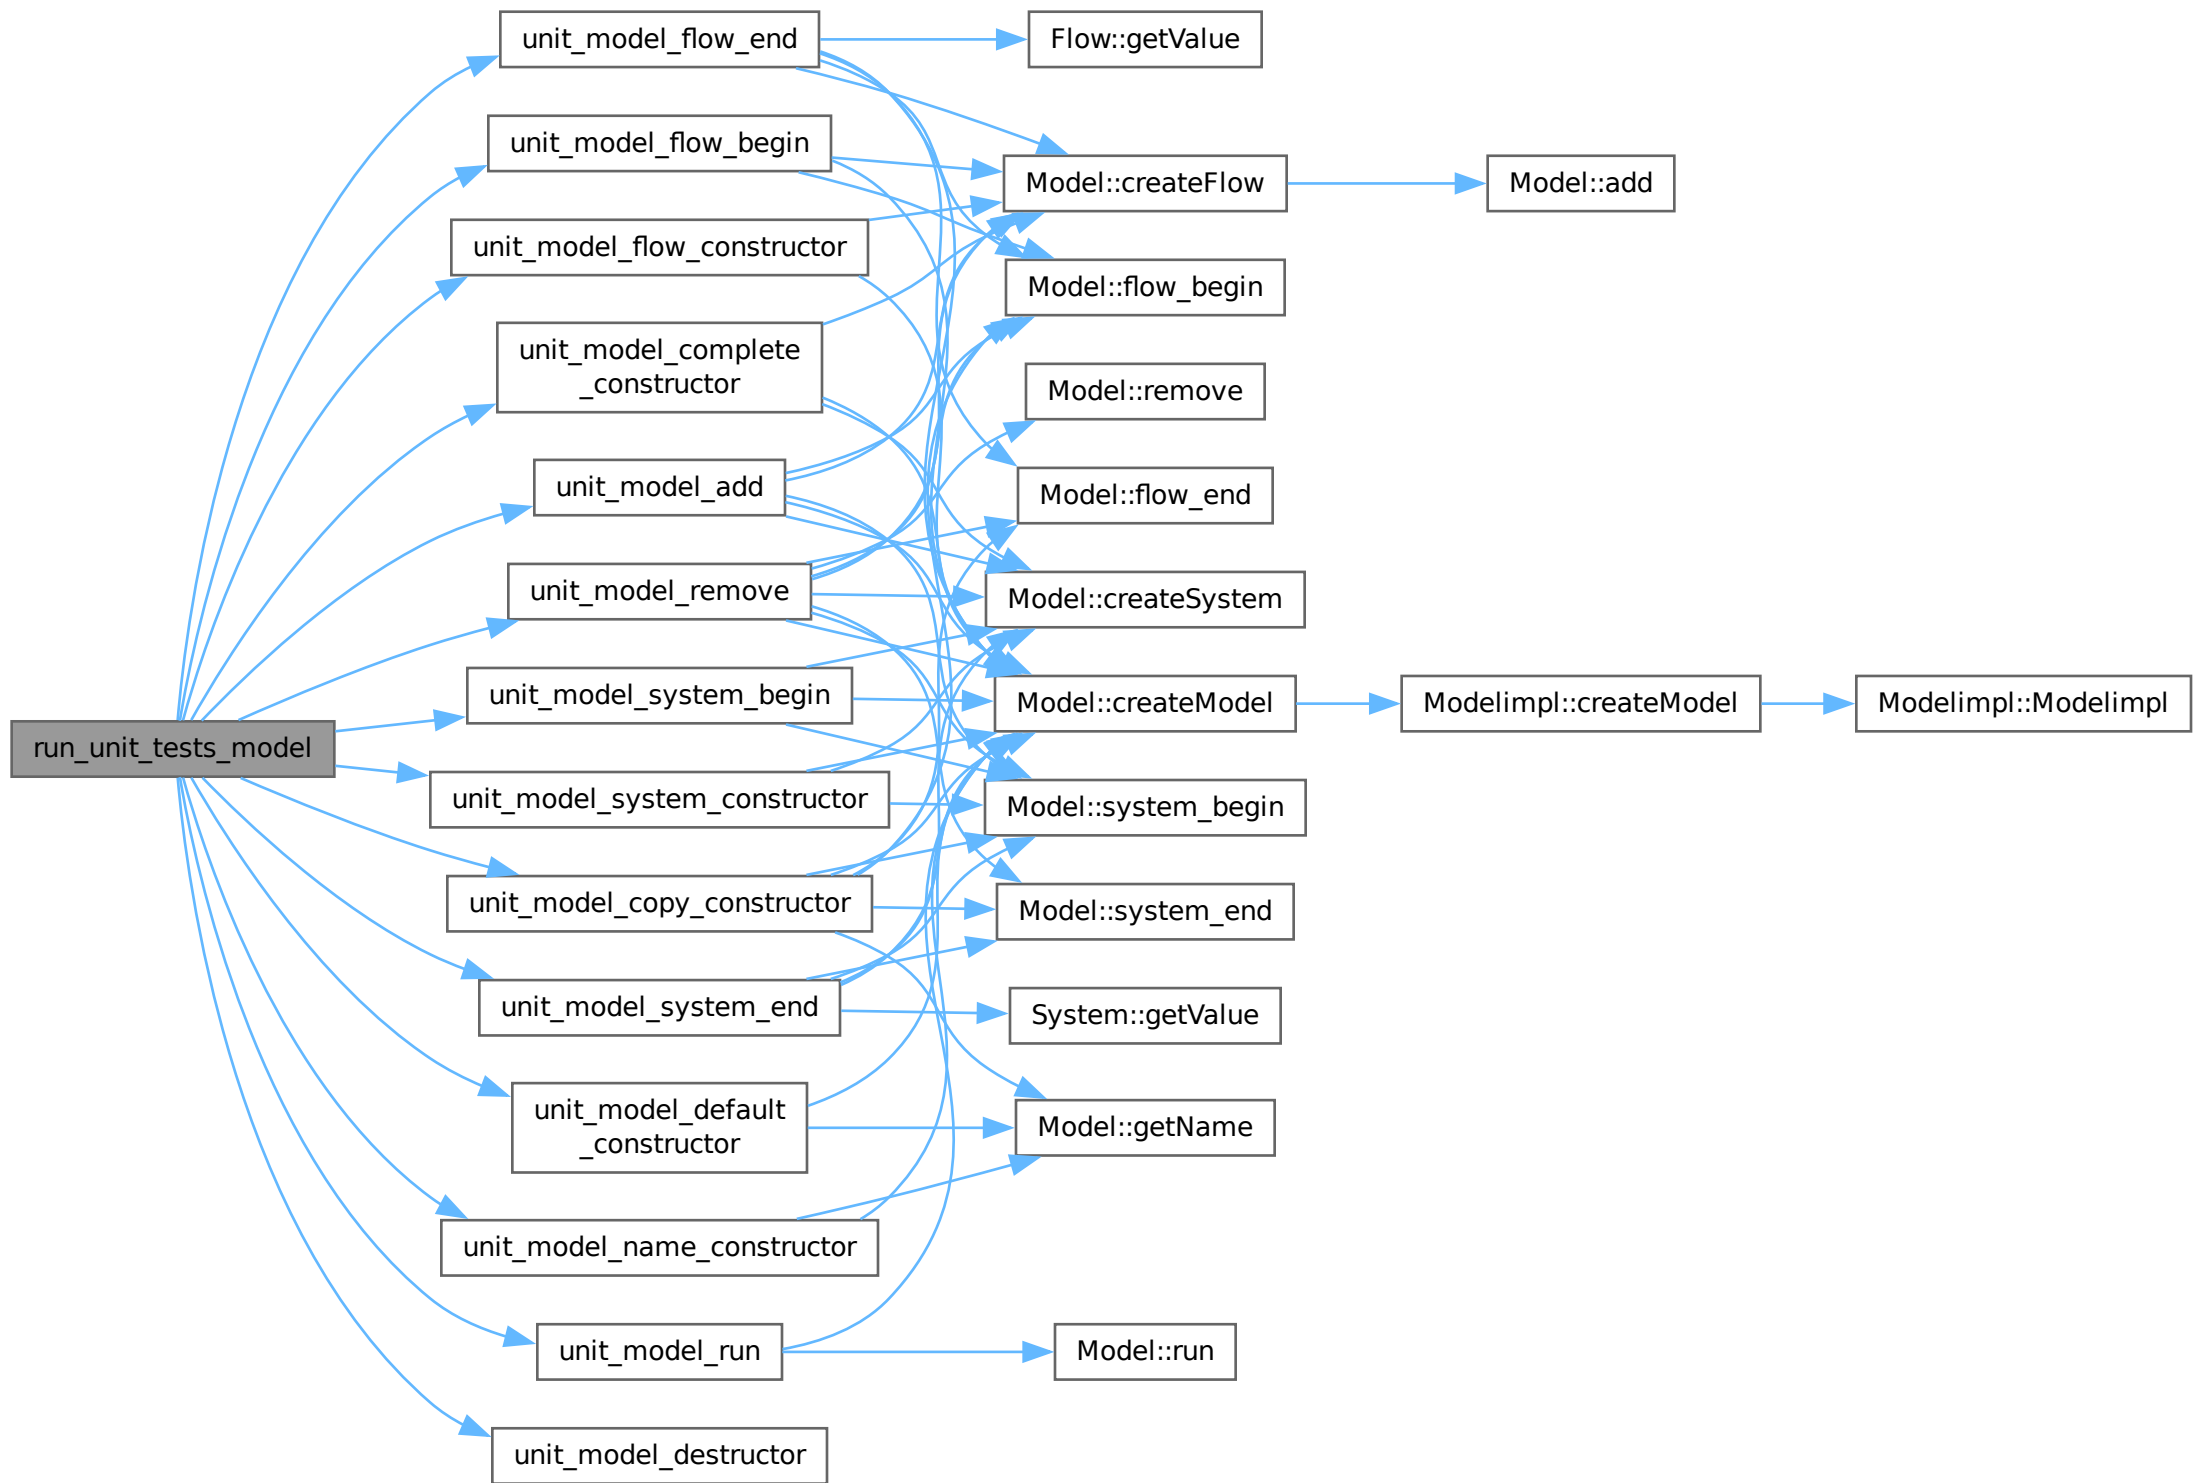 run_unit_tests_model
unit_model_flow_end
unit_model_flow_begin
unit_model_flow_constructor
unit_model_complete
_constructor
unit_model_add
unit_model_remove
unit_model_system_begin
unit_model_system_constructor
unit_model_copy_constructor
unit_model_system_end
unit_model_default
_constructor
unit_model_name_constructor
unit_model_run
unit_model_destructor
Flow::getValue
Model::createFlow
Model::flow_begin
Model::remove
Model::flow_end
Model::createSystem
Model::createModel
Model::system_begin
Model::system_end
System::getValue
Model::getName
Model::run
Model::add
Modelimpl::createModel
Modelimpl::Modelimpl